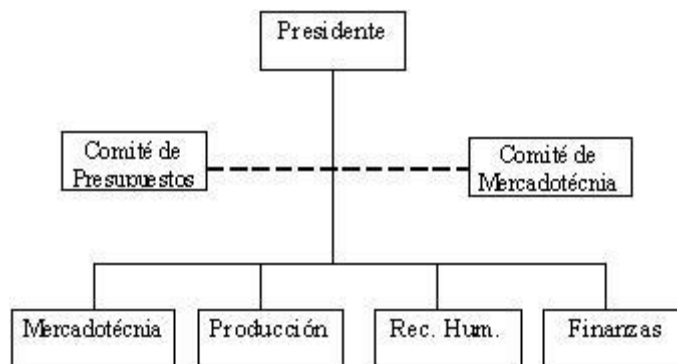 Presidente
Comité de
Presupuestos
Comité de
Mercadotécnia
Mercadotécnia
Producción
Rec. Hum.
Finanzas